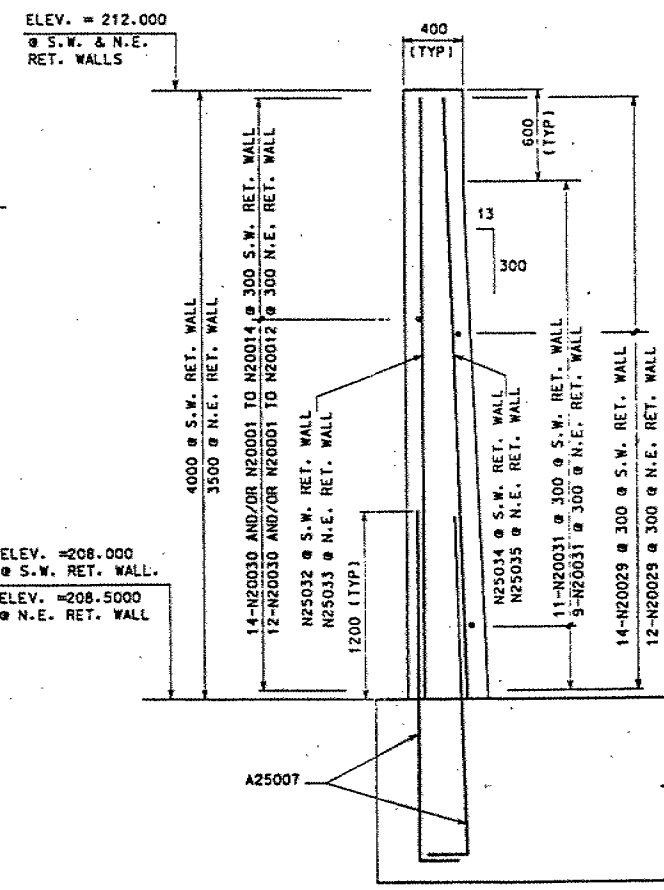 ELEV. = 212.000
@ S.W. & N.E.
RET. WALLS
400
(TYP)
600
(TYP)
13
300
4000 @ S.W. RET. WALL
3500 @ N.E. RET. WALL
14-N20030 AND/OR N20001 TO N20014 @ 300 S.W. RET. WALL
12-N20030 AND/OR N20001 TO N20012 @ 300 N.E. RET. WALL
N25032 @ S.W. RET. WALL
N25033 @ N.E. RET. WALL
1200 (TYP)
N25034 @ S.W. RET. WALL
N25035 @ N.E. RET. WALL
11-N20031 @ 300 @ S.W. RET. WALL
9-N20031 @ 300 @ N.E. RET. WALL
14-N20029 @ 300 @ S.W. RET. WALL
12-N20029 @ 300 @ N.E. RET. WALL
ELEV. =208.000
@ S.W. RET. WALL.
ELEV. =208.5000
@ N.E. RET. WALL
A25007